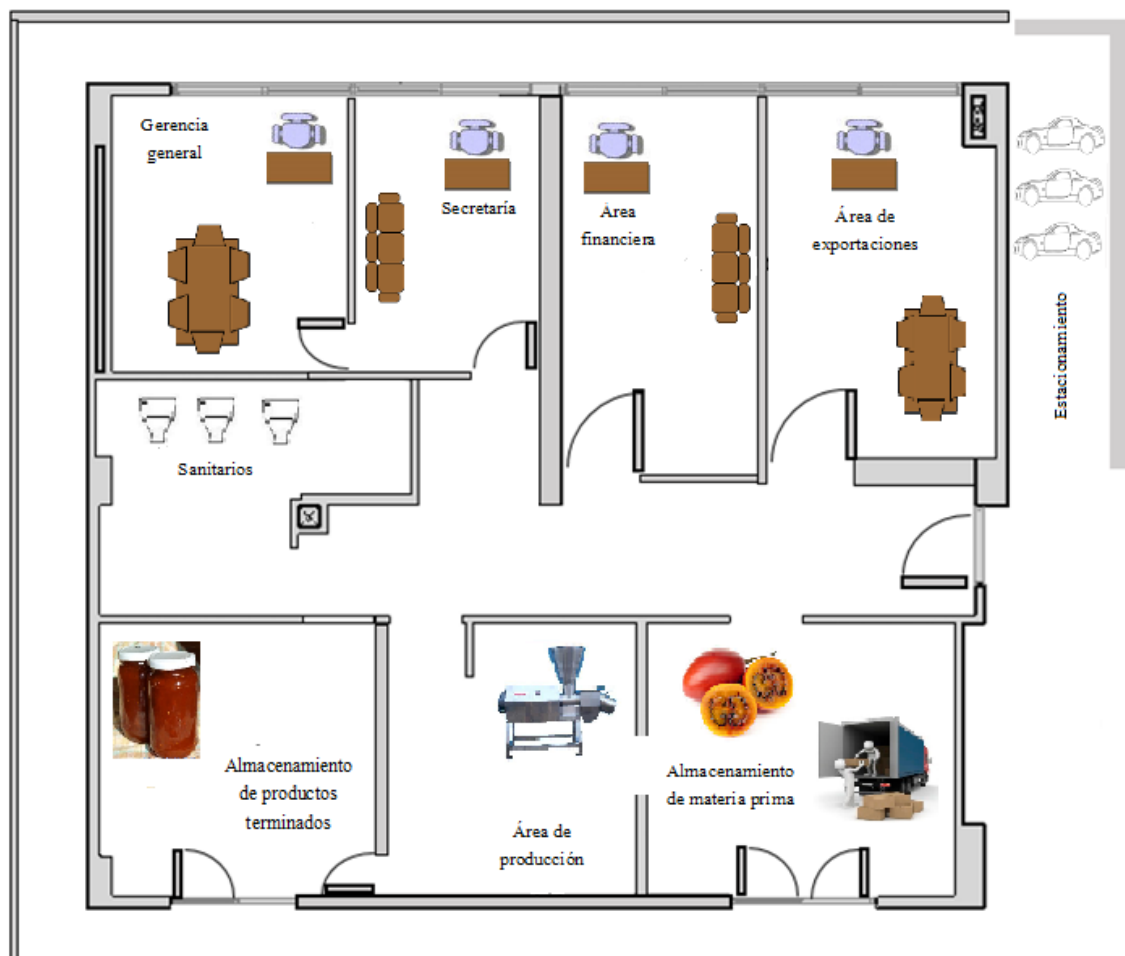 Gerencia
general
Secretaría
Área
financiera
Área de
exportaciones
Estacionamiento
Sanitarios
Almacenamiento
de productos
terminados
Área de
producción
Almacenamiento
de materia prima